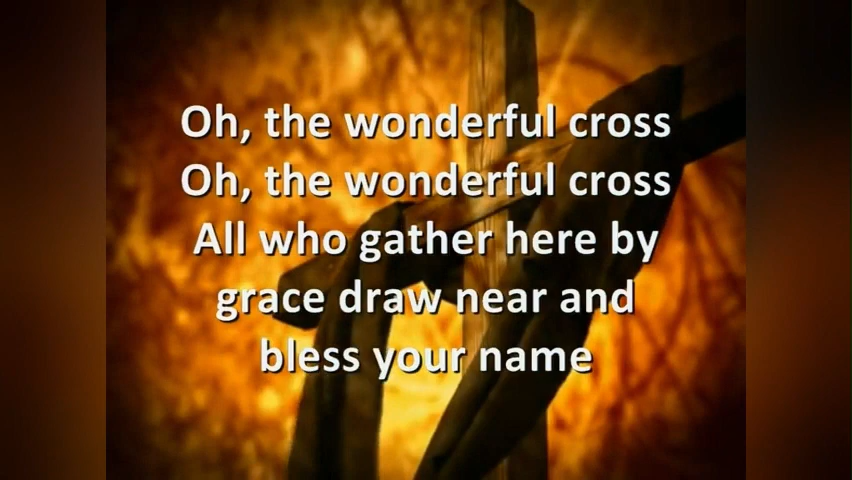 Oh, the wonderful cross
Oh, the wonderful cross
All who gather here by
grace draw near and
bless your name